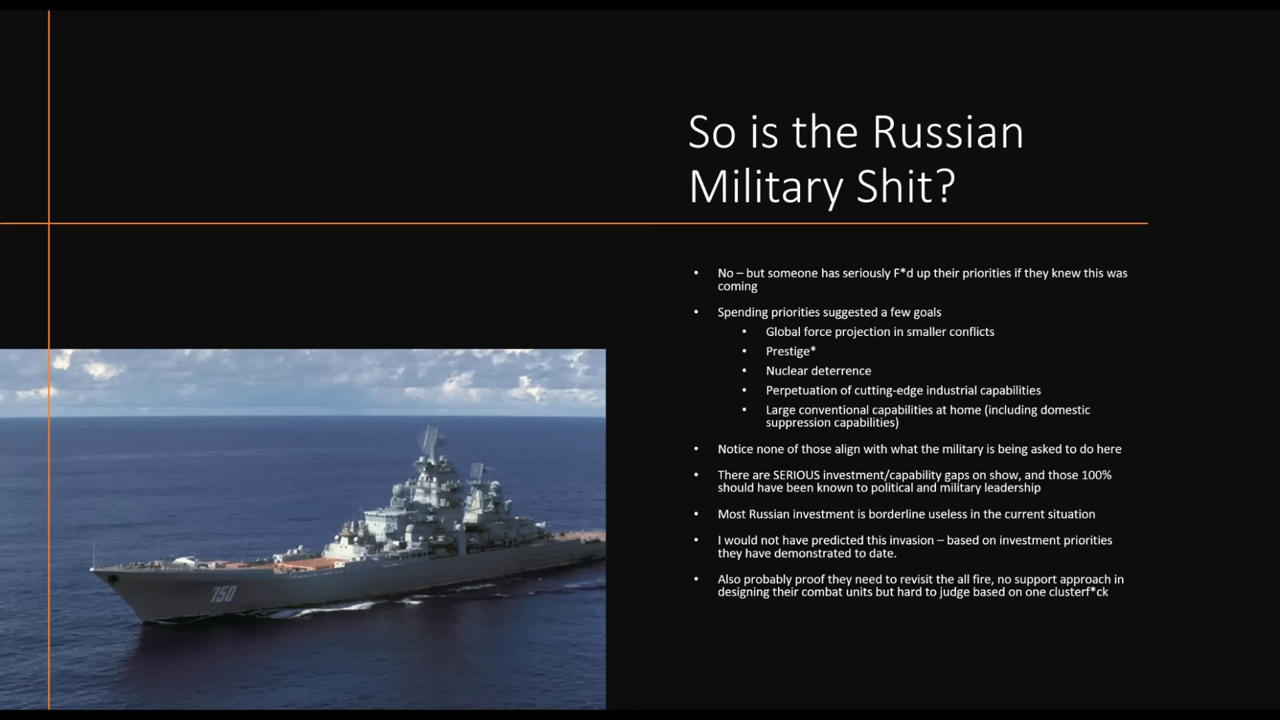 So is the Russian
Military Shit?
• No – but someone has seriously F*d up their priorities if they knew this was
coming
• Spending priorities suggested a few goals
• Global force projection in smaller conflicts
• Prestige*
• Nuclear deterrence
• Perpetuation of cutting-edge industrial capabilities
• Large conventional capabilities at home (including domestic
suppression capabilities)
• Notice none of those align with what the military is being asked to do here
• There are SERIOUS investment/capability gaps on show, and those 100%
should have been known to political and military leadership
• Most Russian investment is borderline useless in the current situation
• I would not have predicted this invasion – based on investment priorities
they have demonstrated to date.
• Also probably proof they need to revisit the all fire, no support approach in
designing their combat units but hard to judge based on one clusterf*ck
750